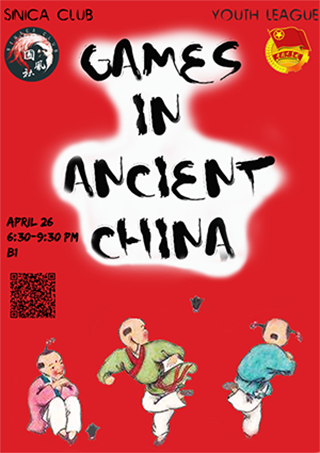 SINICA CLUB
YOUTH LEAGUE
GAMES
IN
ANCIENT
CHINA
APRIL 26
6:30-9:30 PM
B1